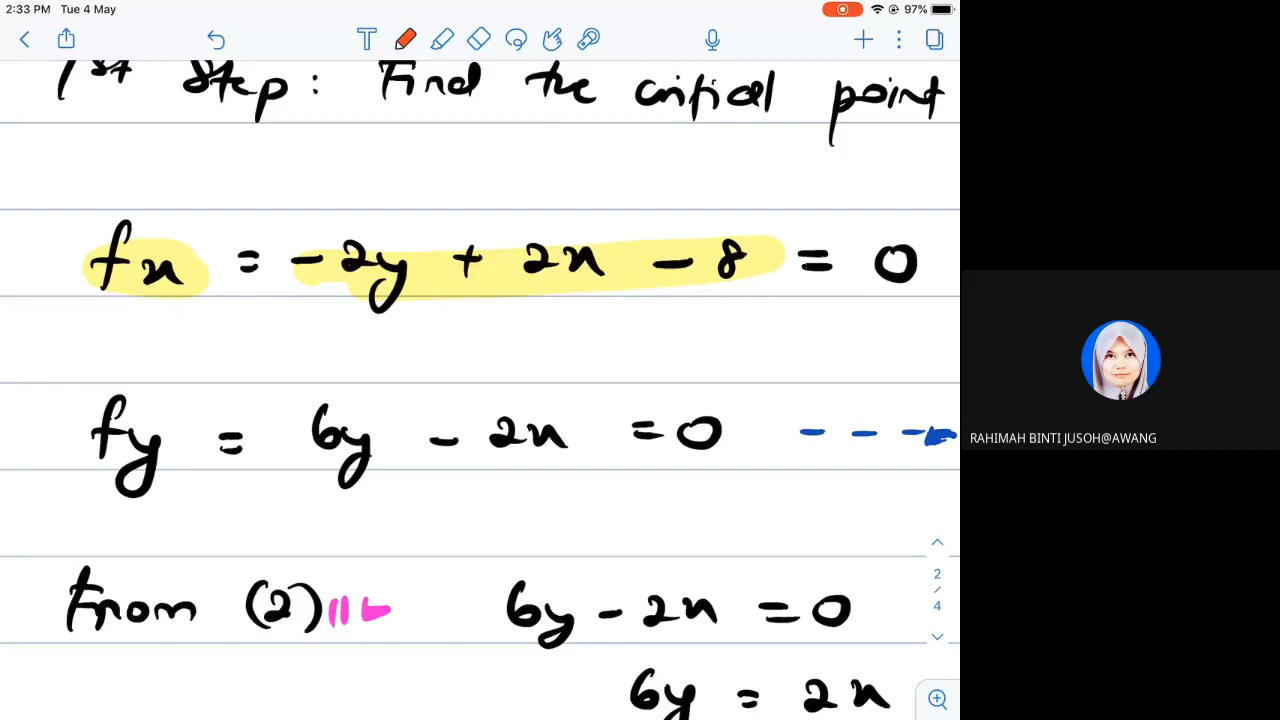 2:33 PM Tue 4 May 97%
1st Step : Find the critical point
fx = -2y + 2x - 8 = 0
fy = 6y - 2x = 0 - - -
RAHIMAH BINTI JUSOH@AWANG
From (2) 6y - 2x = 0
2
/
4
6y = 2x